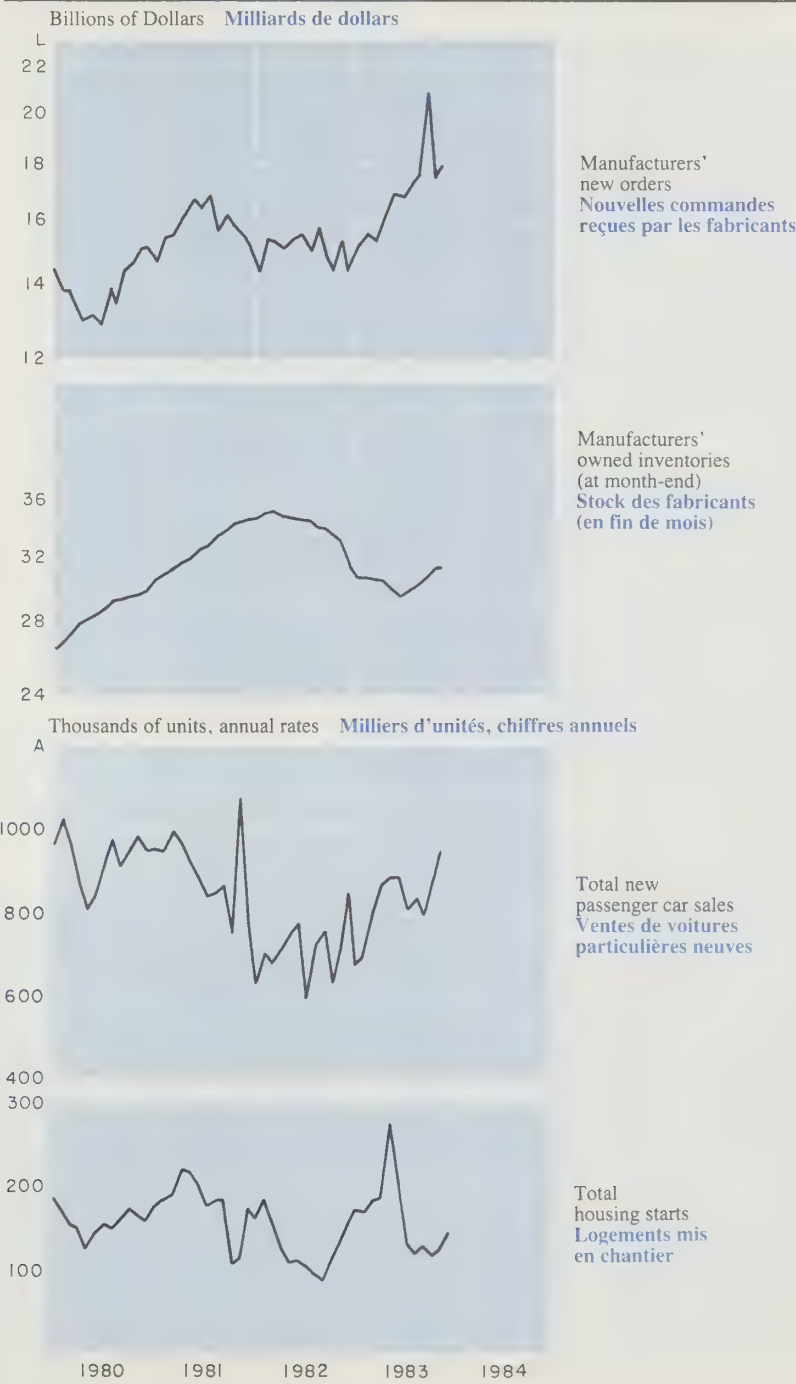 Billions of Dollars Milliards de dollars
L
22
20
18
16
14
12
Manufacturers'
new orders
Nouvelles commandes
reçues par les fabricants
36
32
28
24
Manufacturers'
owned inventories
(at month-end)
Stock des fabricants
(en fin de mois)
Thousands of units, annual rates Milliers d'unités, chiffres annuels
A
1000
800
600
400
Total new
passenger car sales
Ventes de voitures
particulières neuves
300
200
100
Total
housing starts
Logements mis
en chantier
1980 1981 1982 1983 1984